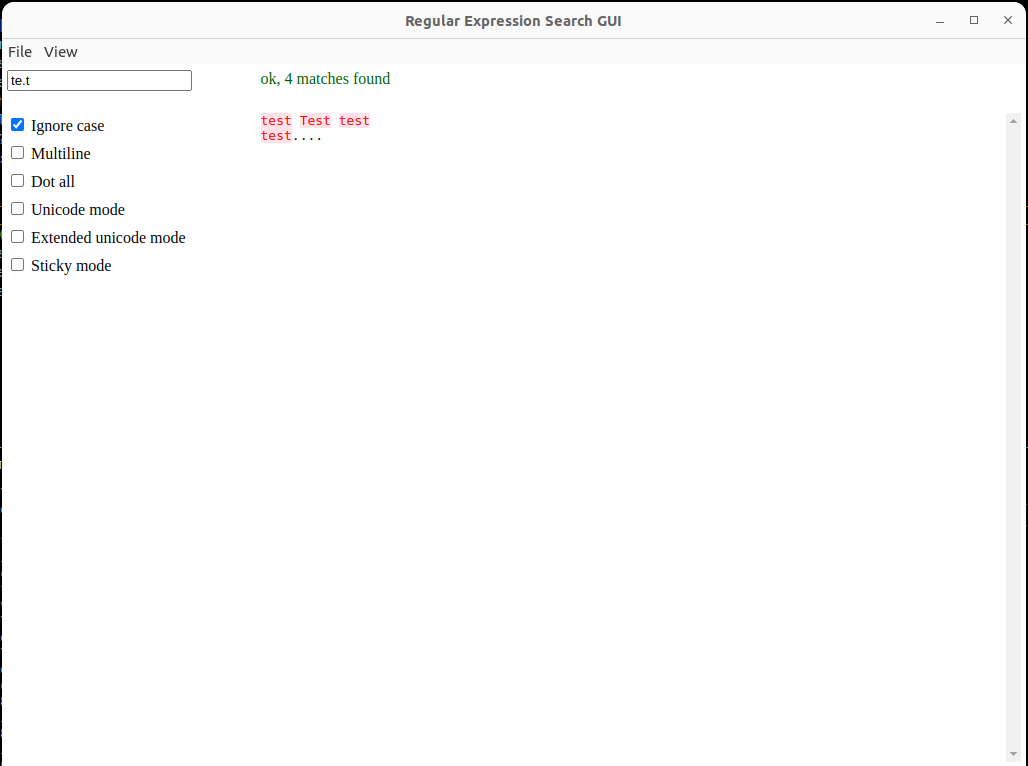 Regular Expression Search GUI
File View
te.t
ok, 4 matches found
Ignore case
Multiline
Dot all
Unicode mode
Extended unicode mode
Sticky mode
test Test test
test....